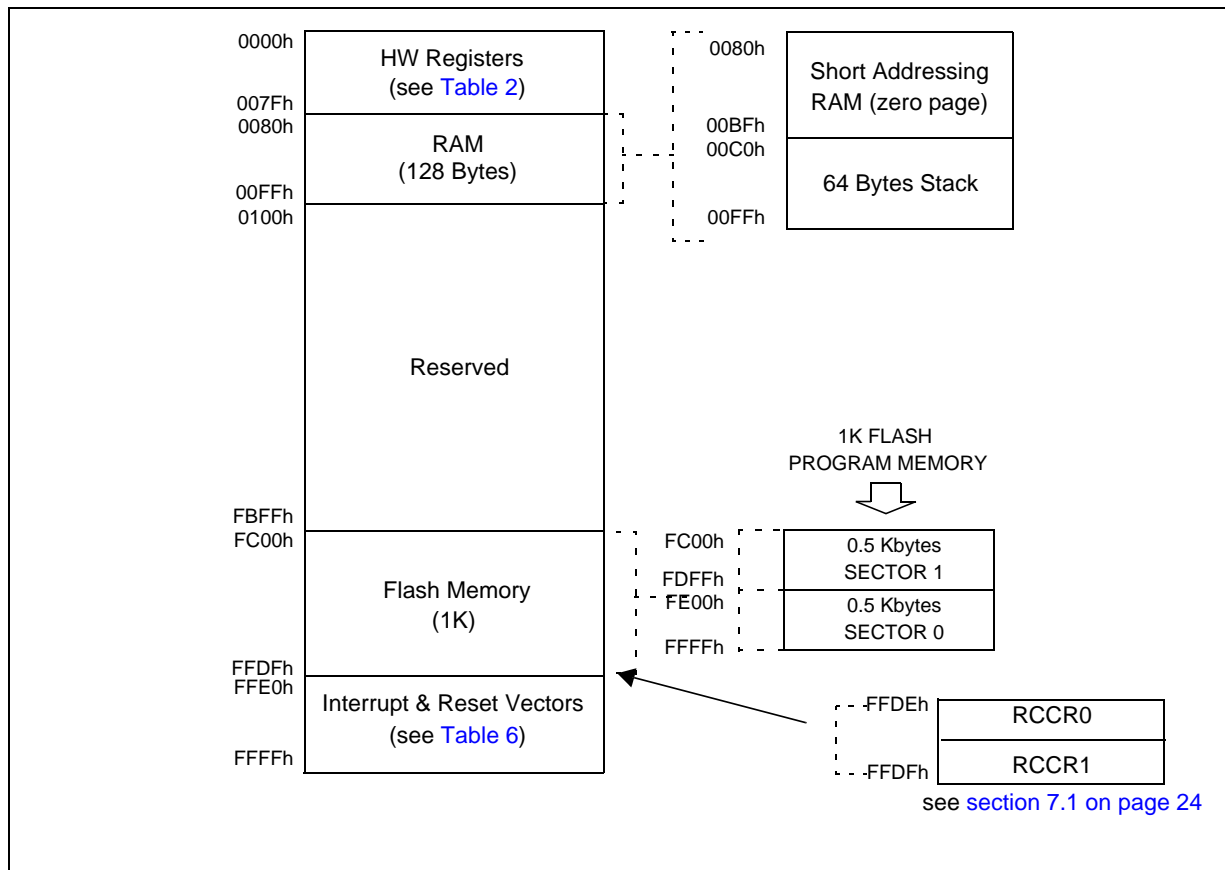 0000h
HW Registers
(see Table 2)
007Fh
0080h
RAM
(128 Bytes)
00FFh
0100h
Reserved
FBFFh
FC00h
Flash Memory
(1K)
FFDFh
FFE0h
Interrupt & Reset Vectors
(see Table 6)
FFFFh
0080h
Short Addressing
RAM (zero page)
00BFh
00C0h
64 Bytes Stack
00FFh
1K FLASH
PROGRAM MEMORY
FC00h
0.5 Kbytes
SECTOR 1
FDFFh
FE00h
0.5 Kbytes
SECTOR 0
FFFFh
FFDEh
RCCR0
RCCR1
FFDFh
see section 7.1 on page 24